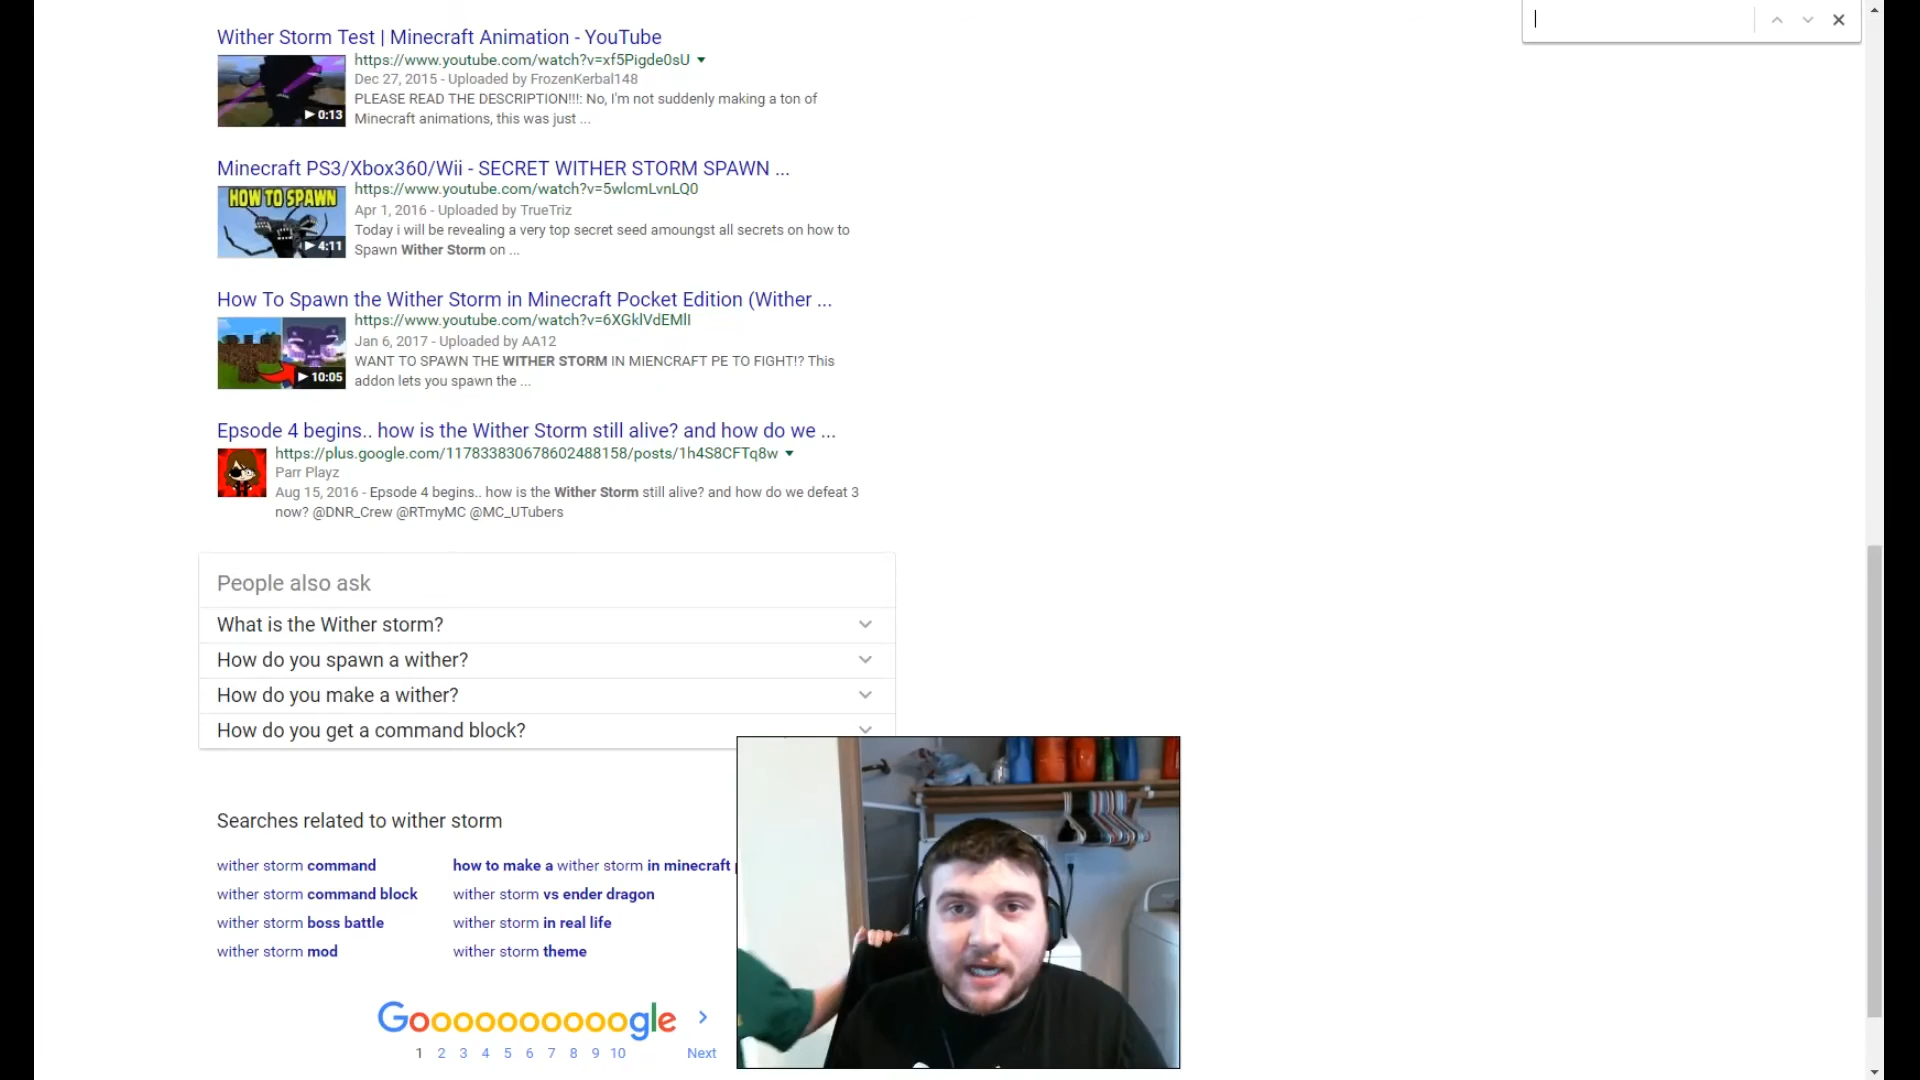 Wither Storm Test | Minecraft Animation - YouTube
https://www.youtube.com/watch?v=xf5Pigde0sU
Dec 27, 2015 - Uploaded by FrozenKerbal148
PLEASE READ THE DESCRIPTION!!!: No, I'm not suddenly making a ton of
Minecraft animations, this was just ...
0:13
Minecraft PS3/Xbox360/Wii - SECRET WITHER STORM SPAWN ...
HOW TO SPAWN
https://www.youtube.com/watch?v=5wlcmLvnLQ0
Apr 1, 2016 - Uploaded by TrueTriz
Today i will be revealing a very top secret seed amoungst all secrets on how to
Spawn Wither Storm on ...
4:11
How To Spawn the Wither Storm in Minecraft Pocket Edition (Wither ...
https://www.youtube.com/watch?v=6XGklVdEMlI
Jan 6, 2017 - Uploaded by AA12
WANT TO SPAWN THE WITHER STORM IN MIENCRAFT PE TO FIGHT!? This
addon lets you spawn the ...
10:05
Epsode 4 begins.. how is the Wither Storm still alive? and how do we ...
https://plus.google.com/117833830678602488158/posts/1h4S8CFTq8w
Parr Playz
Aug 15, 2016 - Epsode 4 begins.. how is the Wither Storm still alive? and how do we defeat 3
now? @DNR_Crew @RTmyMC @MC_UTubers
People also ask
What is the Wither storm?
How do you spawn a wither?
How do you make a wither?
How do you get a command block?
Searches related to wither storm
wither storm command
how to make a wither storm in minecraft
wither storm command block
wither storm vs ender dragon
wither storm boss battle
wither storm in real life
wither storm mod
wither storm theme
Goooooooooogle
1 2 3 4 5 6 7 8 9 10 Next